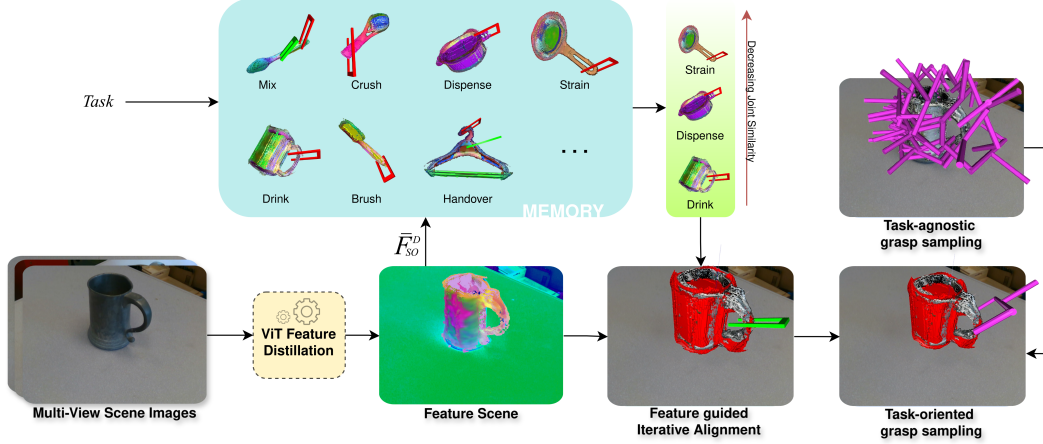 Task
Mix
Crush
Dispense
Strain
Drink
Brush
Handover
...
MEMORY
Strain
Dispense
Drink
Decreasing Joint Similarity
Task-agnostic
grasp sampling
F̅ᴰ_SO
ViT Feature
Distillation
Multi-View Scene Images
Feature Scene
Feature guided
Iterative Alignment
Task-oriented
grasp sampling